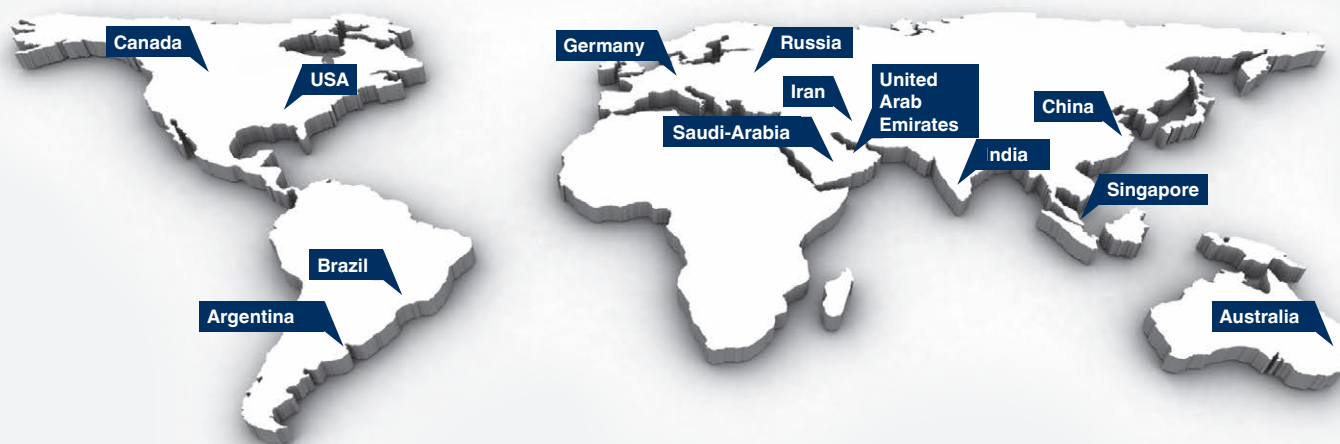 Canada
USA
Germany
Russia
Iran
United
Arab
Emirates
China
Saudi-Arabia
India
Singapore
Brazil
Argentina
Australia